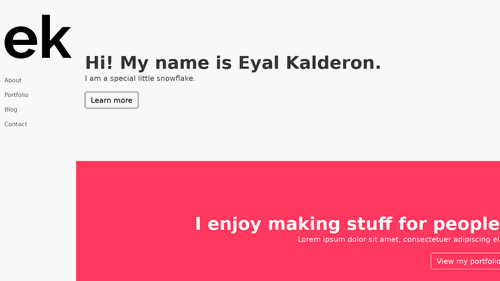 ek
About
Portfolio
Blog
Contact
Hi! My name is Eyal Kalderon.
I am a special little snowflake.
Learn more
I enjoy making stuff for people
Lorem ipsum dolor sit amet, consectetuer adipiscing
View my portfolio